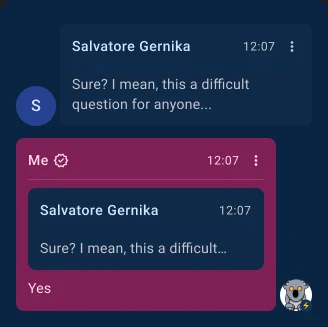 Salvatore Gernika 12:07
Sure? I mean, this a difficult
question for anyone...
S
Me 12:07
Salvatore Gernika 12:07
Sure? I mean, this a difficult...
Yes